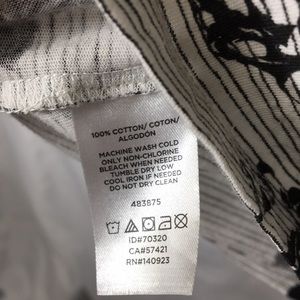 100% COTTON/ COTON/
ALGODÓN
MACHINE WASH COLD
ONLY NON-CHLORINE
BLEACH WHEN NEEDED
TUMBLE DRY LOW
COOL IRON IF NEEDED
DO NOT DRY CLEAN
483875
ID#70320
CA#57421
RN#140923